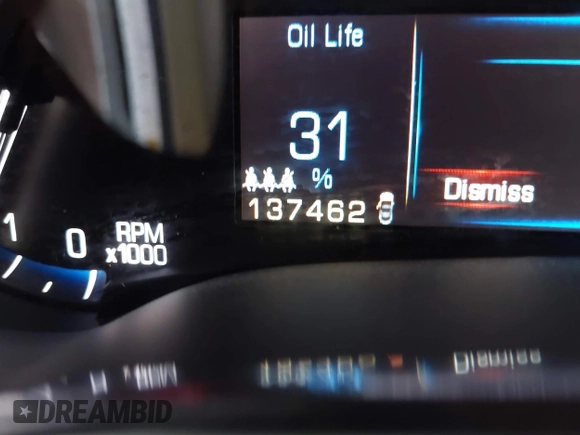 Oil Life
31
%
Dismiss
137462
1 0 RPM
x1000
DREAMBID